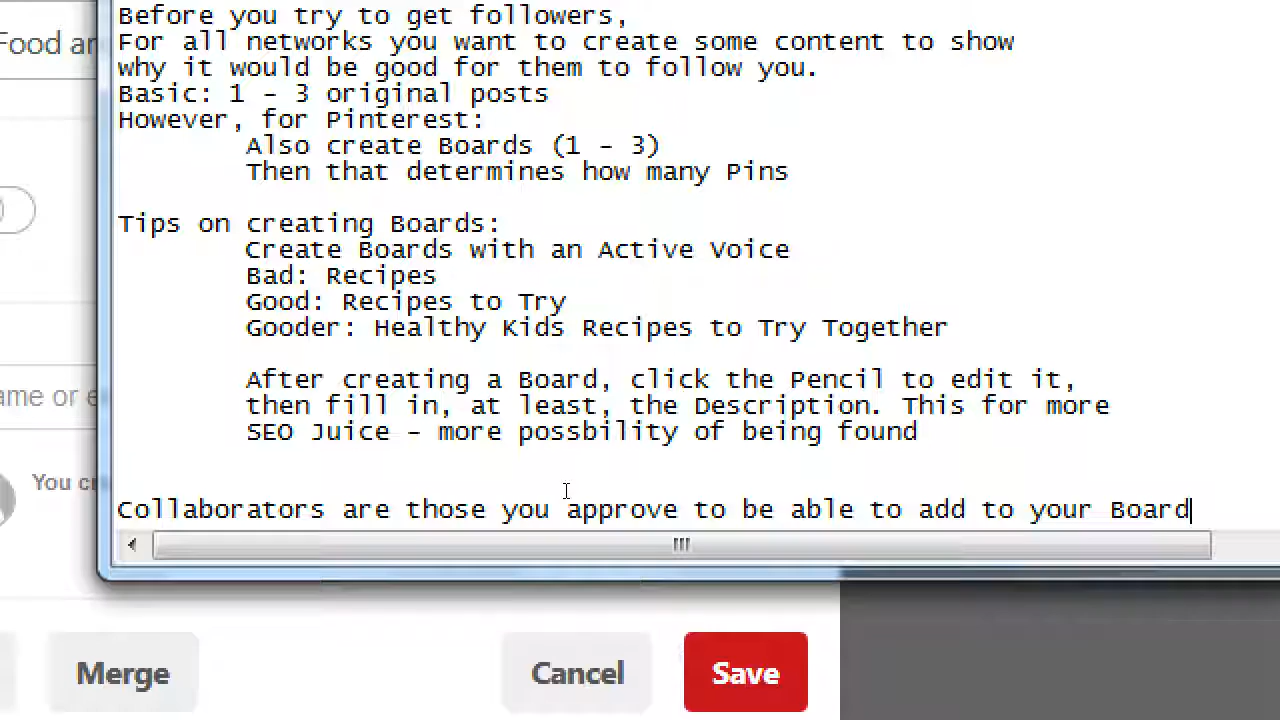 Before you try to get followers,
For all networks you want to create some content to show
why it would be good for them to follow you.
Basic: 1 – 3 original posts
However, for Pinterest:
Also create Boards (1 – 3)
Then that determines how many Pins
Tips on creating Boards:
Create Boards with an Active Voice
Bad: Recipes
Good: Recipes to Try
Gooder: Healthy Kids Recipes to Try Together
After creating a Board, click the Pencil to edit it,
then fill in, at least, the Description. This for more
SEO Juice – more possbility of being found
Collaborators are those you approve to be able to add to your Board
Food
or
You
Merge
Cancel
Save